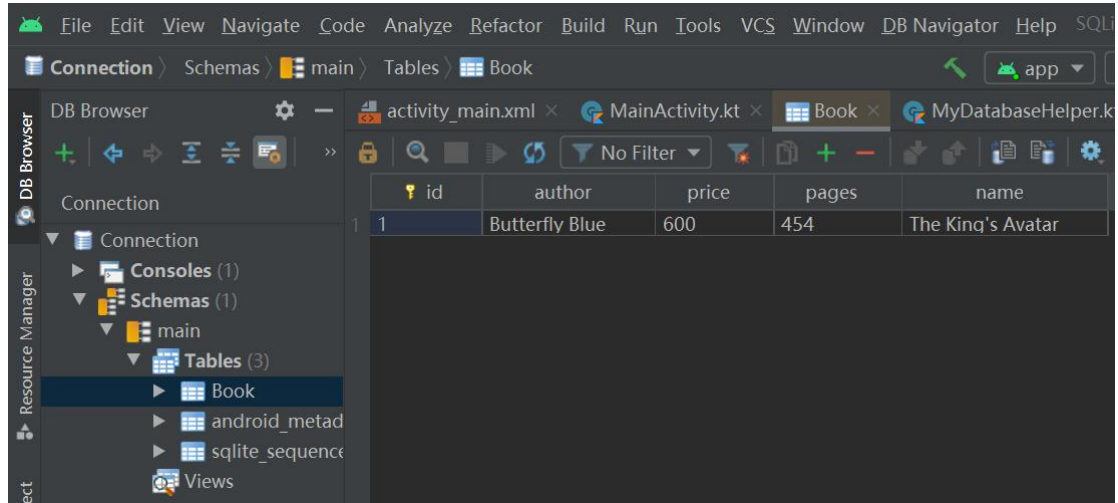 File Edit View Navigate Code Analyze Refactor Build Run Tools VCS Window DB Navigator Help SQLi
Connection Schemas main Tables Book app
DB Browser
activity_main.xml MainActivity.kt Book MyDatabaseHelper.k
No Filter
Connection
id author price pages name
1 1 Butterfly Blue 600 454 The King's Avatar
Connection
Consoles (1)
Schemas (1)
main
Tables (3)
Book
android_metad
sqlite_sequence
Views
DB Browser
Resource Manager
ect